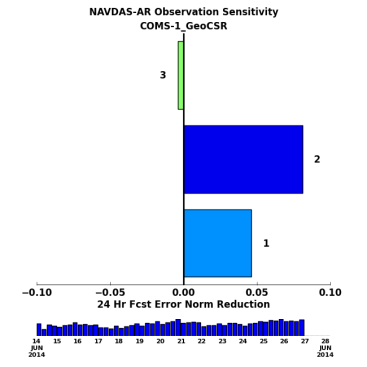 NAVDAS-AR Observation Sensitivity
COMS-1_GeoCSR
3
2
1
−0.10 −0.05 0.00 0.05 0.10
24 Hr Fcst Error Norm Reduction
14 15 16 17 18 19 20 21 22 23 24 25 26 27 28
JUN JUN
2014 2014